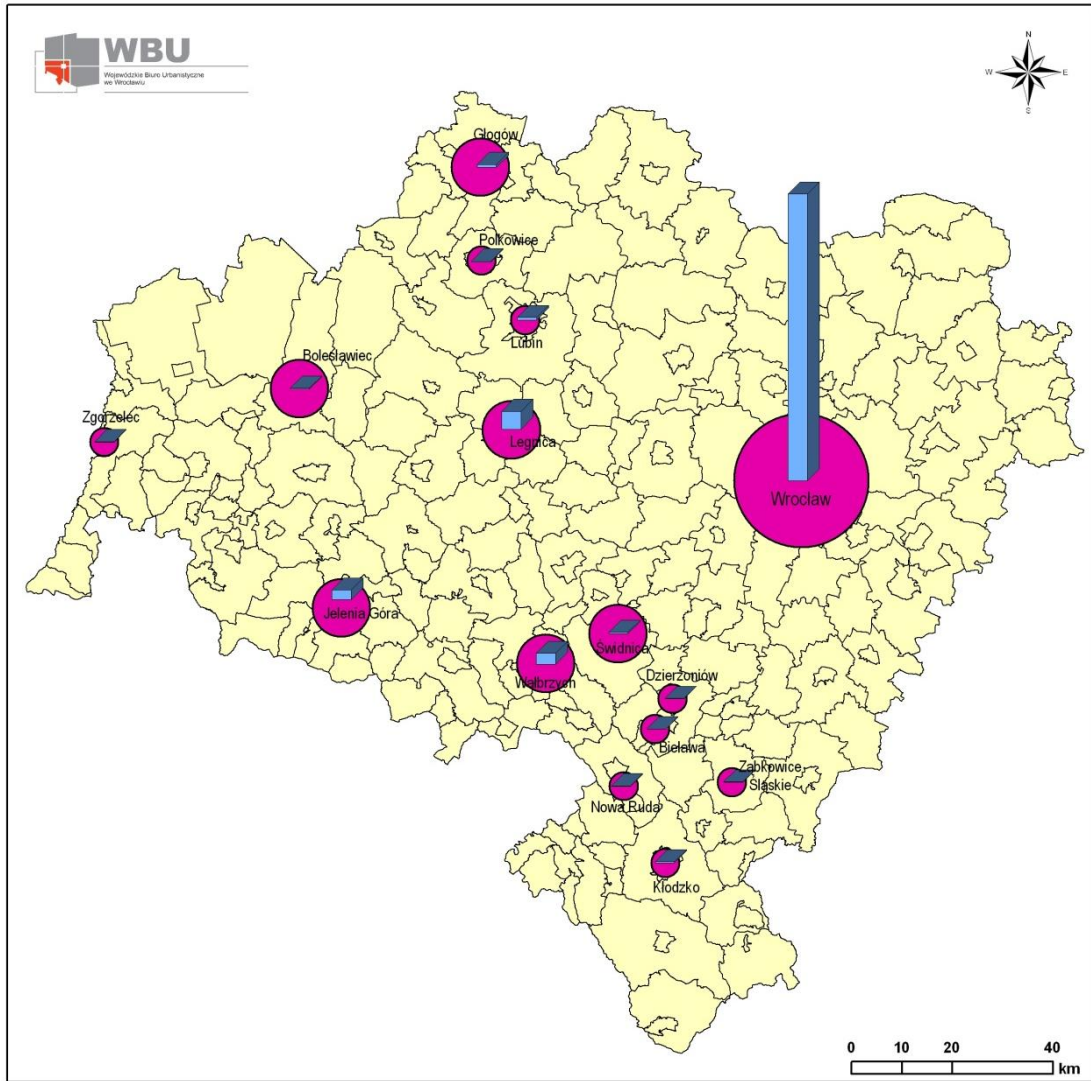 WBU
Wojewódzkie Biuro Urbanistyczne
we Wrocławiu
N
W
E
S
Głogów
Polkowice
Lubin
Bolesławiec
Zgorzelec
Legnica
Wrocław
Jelenia Góra
Świdnica
Wałbrzych
Dzierżoniów
Bielawa
Ząbkowice
Śląskie
Nowa Ruda
Kłodzko
0 10 20 40
km